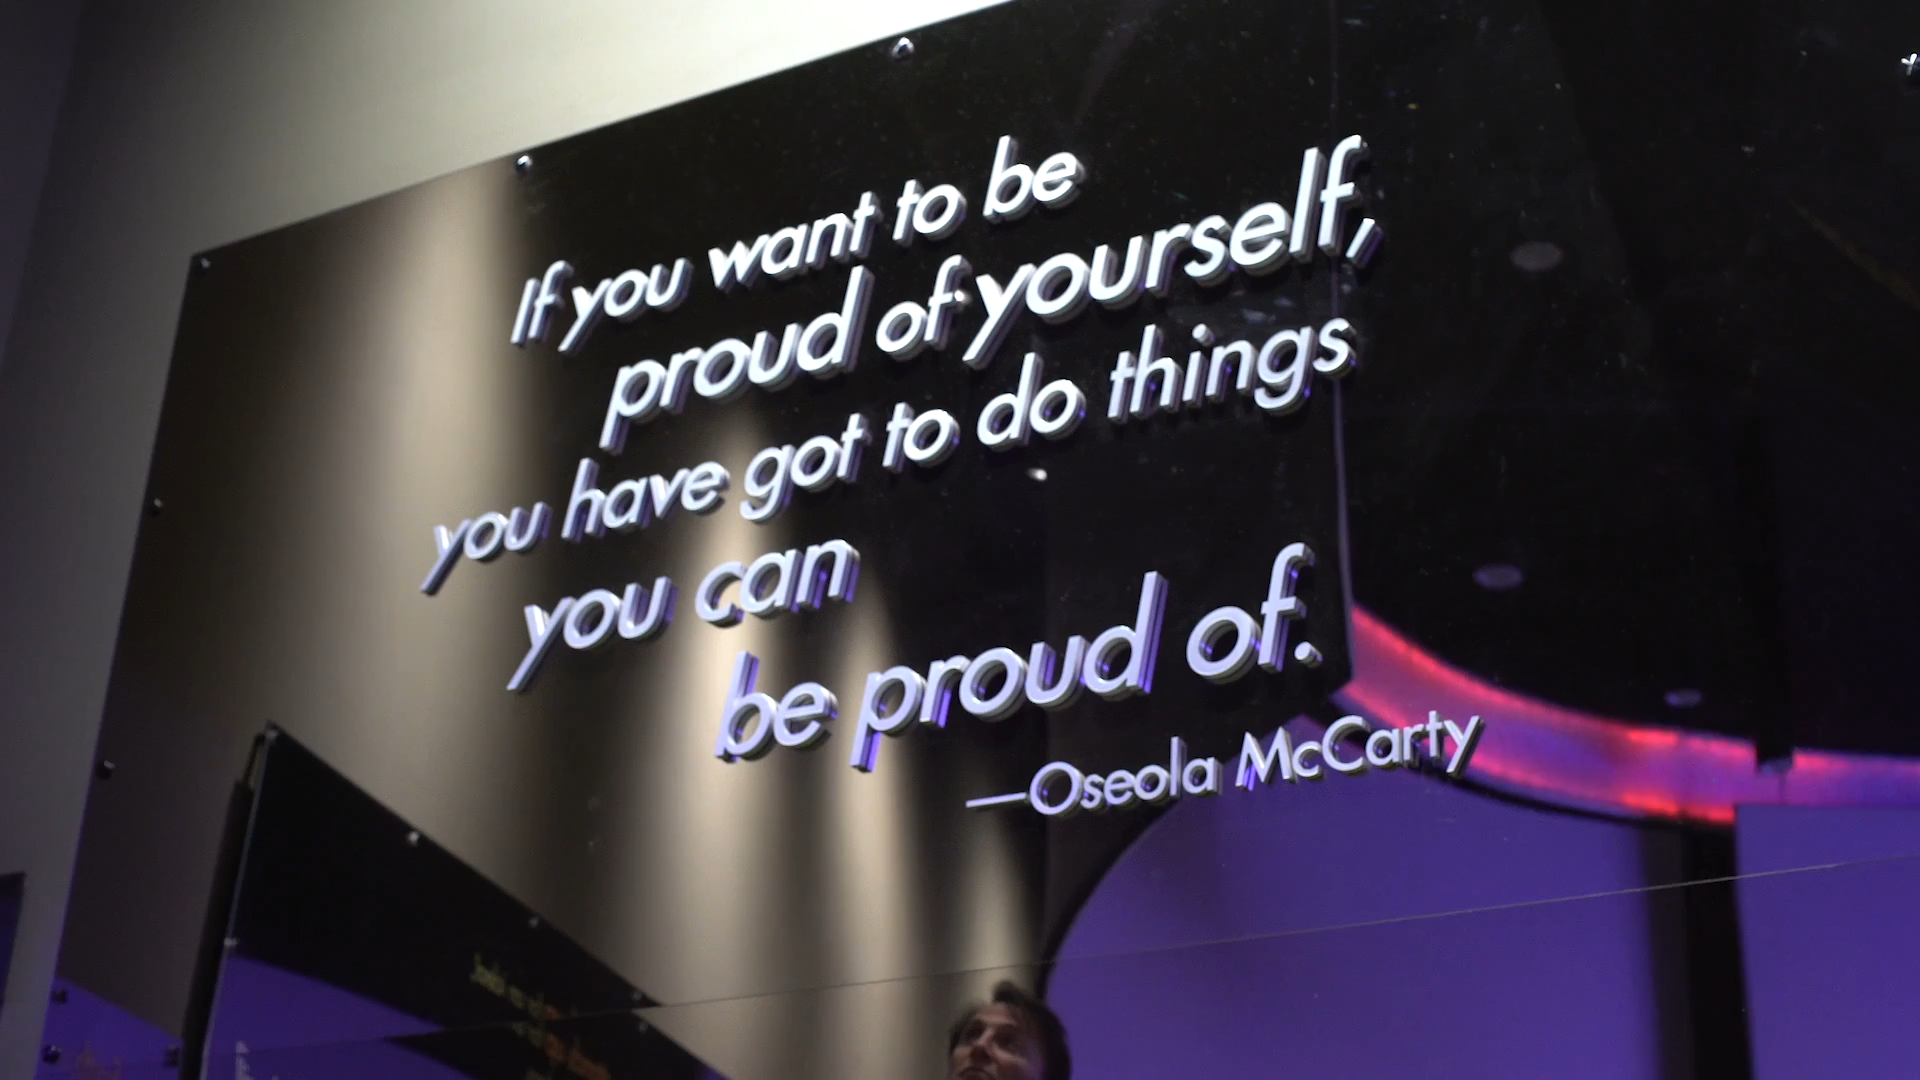 If you want to be
proud of yourself,
you have got to do things
you can
be proud of.
—Oseola McCarty